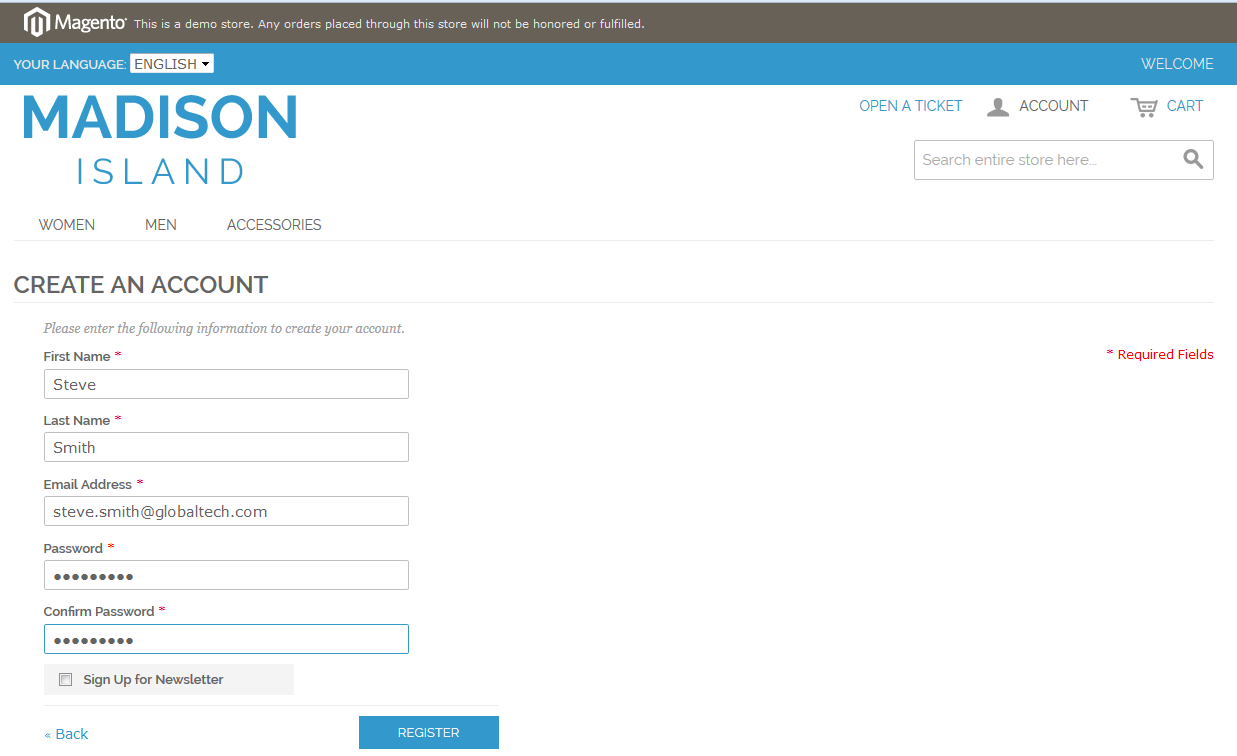 Magento® This is a demo store. Any orders placed through this store will not be honored or fulfilled.
YOUR LANGUAGE: ENGLISH WELCOME
MADISON
ISLAND
OPEN A TICKET ACCOUNT CART
Search entire store here...
WOMEN MEN ACCESSORIES
CREATE AN ACCOUNT
Please enter the following information to create your account.
First Name * * Required Fields
Steve
Last Name *
Smith
Email Address *
steve.smith@globaltech.com
Password *
•••••••••
Confirm Password *
•••••••••
Sign Up for Newsletter
« Back REGISTER